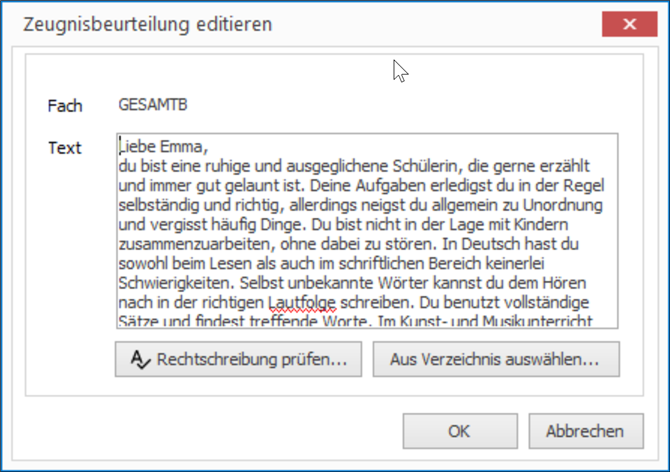 Zeugnisbeurteilung editieren
Fach GESAMTB
Text
Liebe Emma,
du bist eine ruhige und ausgeglichene Schülerin, die gerne erzählt
und immer gut gelaunt ist. Deine Aufgaben erledigst du in der Regel
selbständig und richtig, allerdings neigst du allgemein zu Unordnung
und vergisst häufig Dinge. Du bist nicht in der Lage mit Kindern
zusammenzuarbeiten, ohne dabei zu stören. In Deutsch hast du
sowohl beim Lesen als auch im schriftlichen Bereich keinerlei
Schwierigkeiten. Selbst unbekannte Wörter kannst du dem Hören
nach in der richtigen Lautfolge schreiben. Du benutzt vollständige
Sätze und findest treffende Worte. Im Kunst- und Musikunterricht
Rechtschreibung prüfen...
Aus Verzeichnis auswählen...
OK
Abbrechen